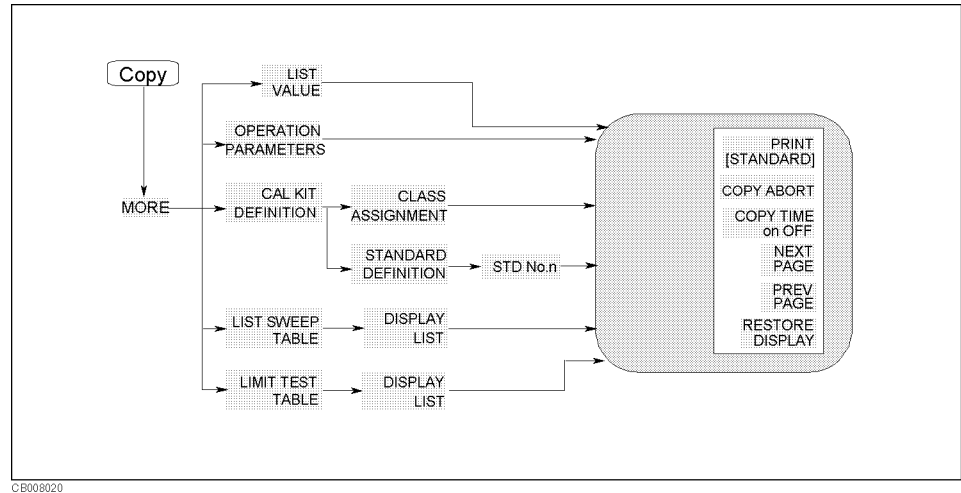 Copy
MORE
LIST
VALUE
OPERATION
PARAMETERS
CAL KIT
DEFINITION
CLASS
ASSIGNMENT
STANDARD
DEFINITION
STD No.n
LIST SWEEP
TABLE
DISPLAY
LIST
LIMIT TEST
TABLE
DISPLAY
LIST
PRINT
[STANDARD]
COPY ABORT
COPY TIME
on OFF
NEXT
PAGE
PREV
PAGE
RESTORE
DISPLAY
CB008020